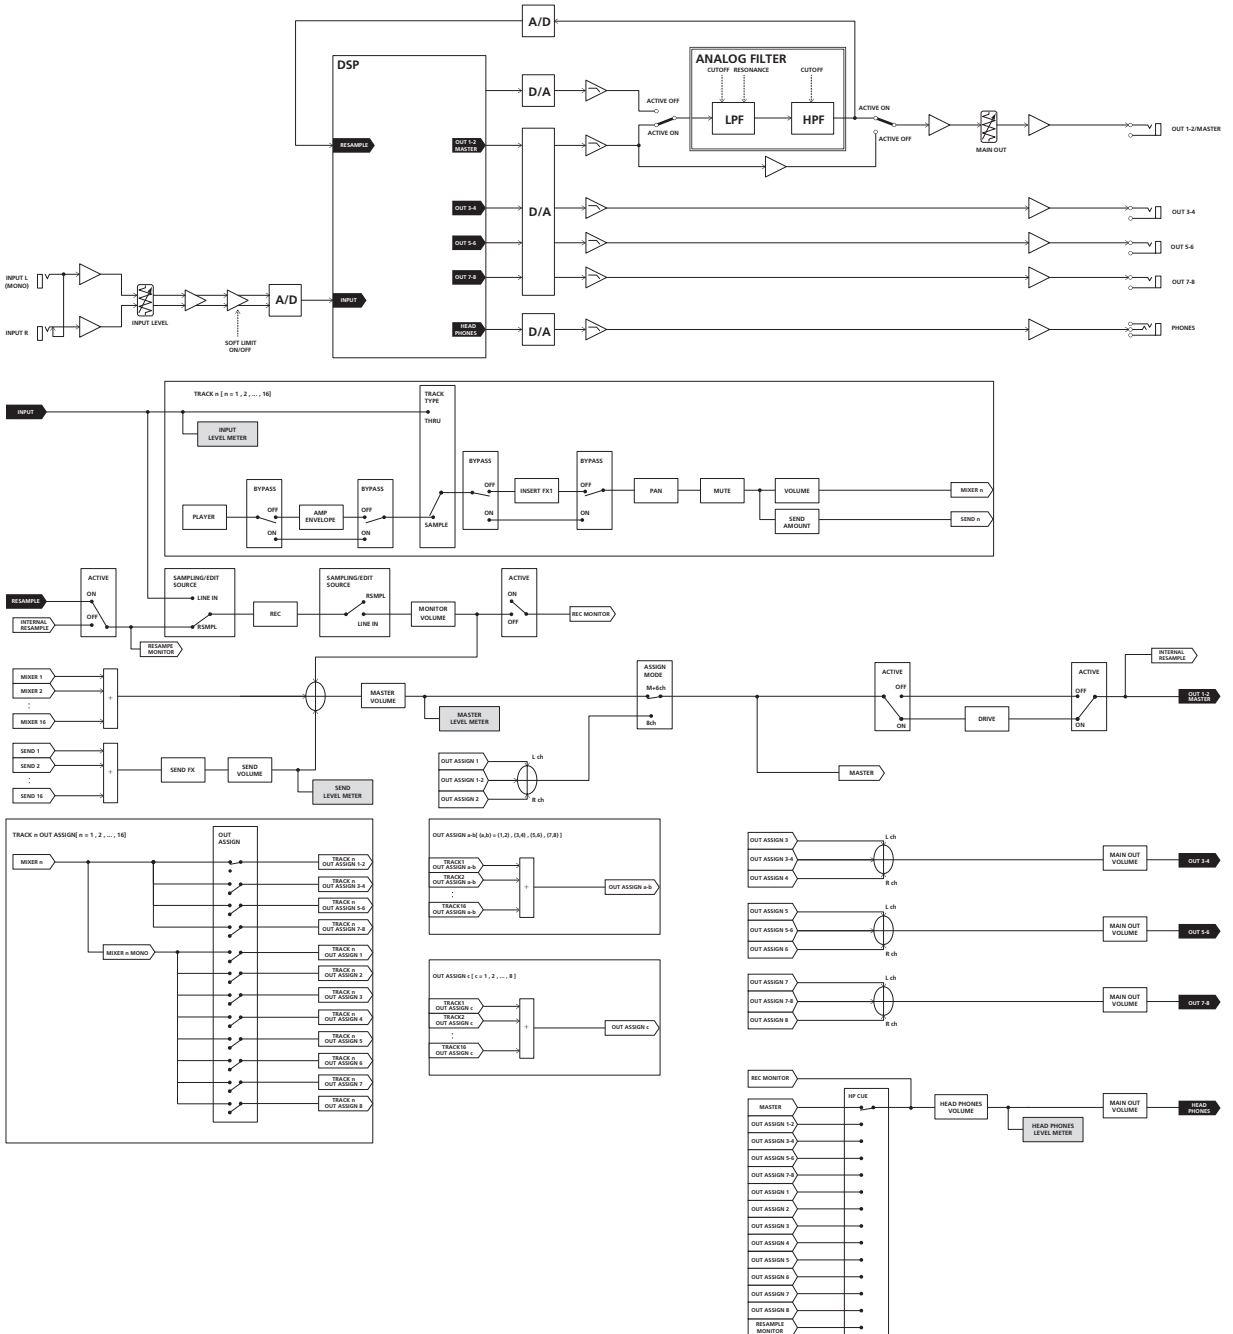 A/D
DSP
D/A
ANALOG FILTER
CUTOFF
RESONANCE
CUTOFF
ACTIVE OFF
ACTIVE ON
LPF
HPF
ACTIVE ON
ACTIVE OFF
MAIN OUT
OUT 1-2/MASTER
RESAMPLE
OUT 1-2
MASTER
OUT 3-4
D/A
OUT 3-4
OUT 5-6
OUT 5-6
OUT 7-8
OUT 7-8
INPUT L
(MONO)
INPUT R
INPUT LEVEL
SOFT LIMIT
ON/OFF
A/D
INPUT
HEAD
PHONES
D/A
PHONES
INPUT
TRACK n [ n = 1 , 2 , ... , 16]
INPUT
LEVEL METER
TRACK
TYPE
THRU
SAMPLE
PLAYER
BYPASS
OFF
ON
AMP
ENVELOPE
BYPASS
OFF
ON
BYPASS
OFF
ON
INSERT FX1
BYPASS
OFF
ON
PAN
MUTE
VOLUME
MIXER n
SEND
AMOUNT
SEND n
RESAMPLE
INTERNAL
RESAMPLE
ACTIVE
ON
OFF
RESAMPE
MONITOR
SAMPLING/EDIT
SOURCE
LINE IN
RSMPL
REC
SAMPLING/EDIT
SOURCE
RSMPL
LINE IN
MONITOR
VOLUME
ACTIVE
ON
OFF
REC MONITOR
MIXER 1
MIXER 2
:
MIXER 16
+
MASTER
VOLUME
MASTER
LEVEL METER
ASSIGN
MODE
M+6ch
8ch
ACTIVE
OFF
ON
DRIVE
ACTIVE
OFF
ON
INTERNAL
RESAMPLE
OUT 1-2
MASTER
SEND 1
SEND 2
:
SEND 16
+
SEND FX
SEND
VOLUME
SEND
LEVEL METER
OUT ASSIGN 1
OUT ASSIGN 1-2
OUT ASSIGN 2
L ch
R ch
MASTER
TRACK n OUT ASSIGN[ n = 1 , 2 , ... , 16]
OUT
ASSIGN
MIXER n
MIXER n MONO
TRACK n
OUT ASSIGN 1-2
TRACK n
OUT ASSIGN 3-4
TRACK n
OUT ASSIGN 5-6
TRACK n
OUT ASSIGN 7-8
TRACK n
OUT ASSIGN 1
TRACK n
OUT ASSIGN 2
TRACK n
OUT ASSIGN 3
TRACK n
OUT ASSIGN 4
TRACK n
OUT ASSIGN 5
TRACK n
OUT ASSIGN 6
TRACK n
OUT ASSIGN 7
TRACK n
OUT ASSIGN 8
OUT ASSIGN a-b[ (a,b) = (1,2) , (3,4) , (5,6) , (7,8) ]
TRACK1
OUT ASSIGN a-b
TRACK2
OUT ASSIGN a-b
:
TRACK16
OUT ASSIGN a-b
+
OUT ASSIGN a-b
OUT ASSIGN c [ c = 1 , 2 , ... , 8 ]
TRACK1
OUT ASSIGN c
TRACK2
OUT ASSIGN c
:
TRACK16
OUT ASSIGN c
+
OUT ASSIGN c
OUT ASSIGN 3
OUT ASSIGN 3-4
OUT ASSIGN 4
L ch
R ch
MAIN OUT
VOLUME
OUT 3-4
OUT ASSIGN 5
OUT ASSIGN 5-6
OUT ASSIGN 6
L ch
R ch
MAIN OUT
VOLUME
OUT 5-6
OUT ASSIGN 7
OUT ASSIGN 7-8
OUT ASSIGN 8
L ch
R ch
MAIN OUT
VOLUME
OUT 7-8
REC MONITOR
HP CUE
MASTER
OUT ASSIGN 1-2
OUT ASSIGN 3-4
OUT ASSIGN 5-6
OUT ASSIGN 7-8
OUT ASSIGN 1
OUT ASSIGN 2
OUT ASSIGN 3
OUT ASSIGN 4
OUT ASSIGN 5
OUT ASSIGN 6
OUT ASSIGN 7
OUT ASSIGN 8
RESAMPLE
MONITOR
HEAD PHONES
VOLUME
HEAD PHONES
LEVEL METER
MAIN OUT
VOLUME
HEAD
PHONES